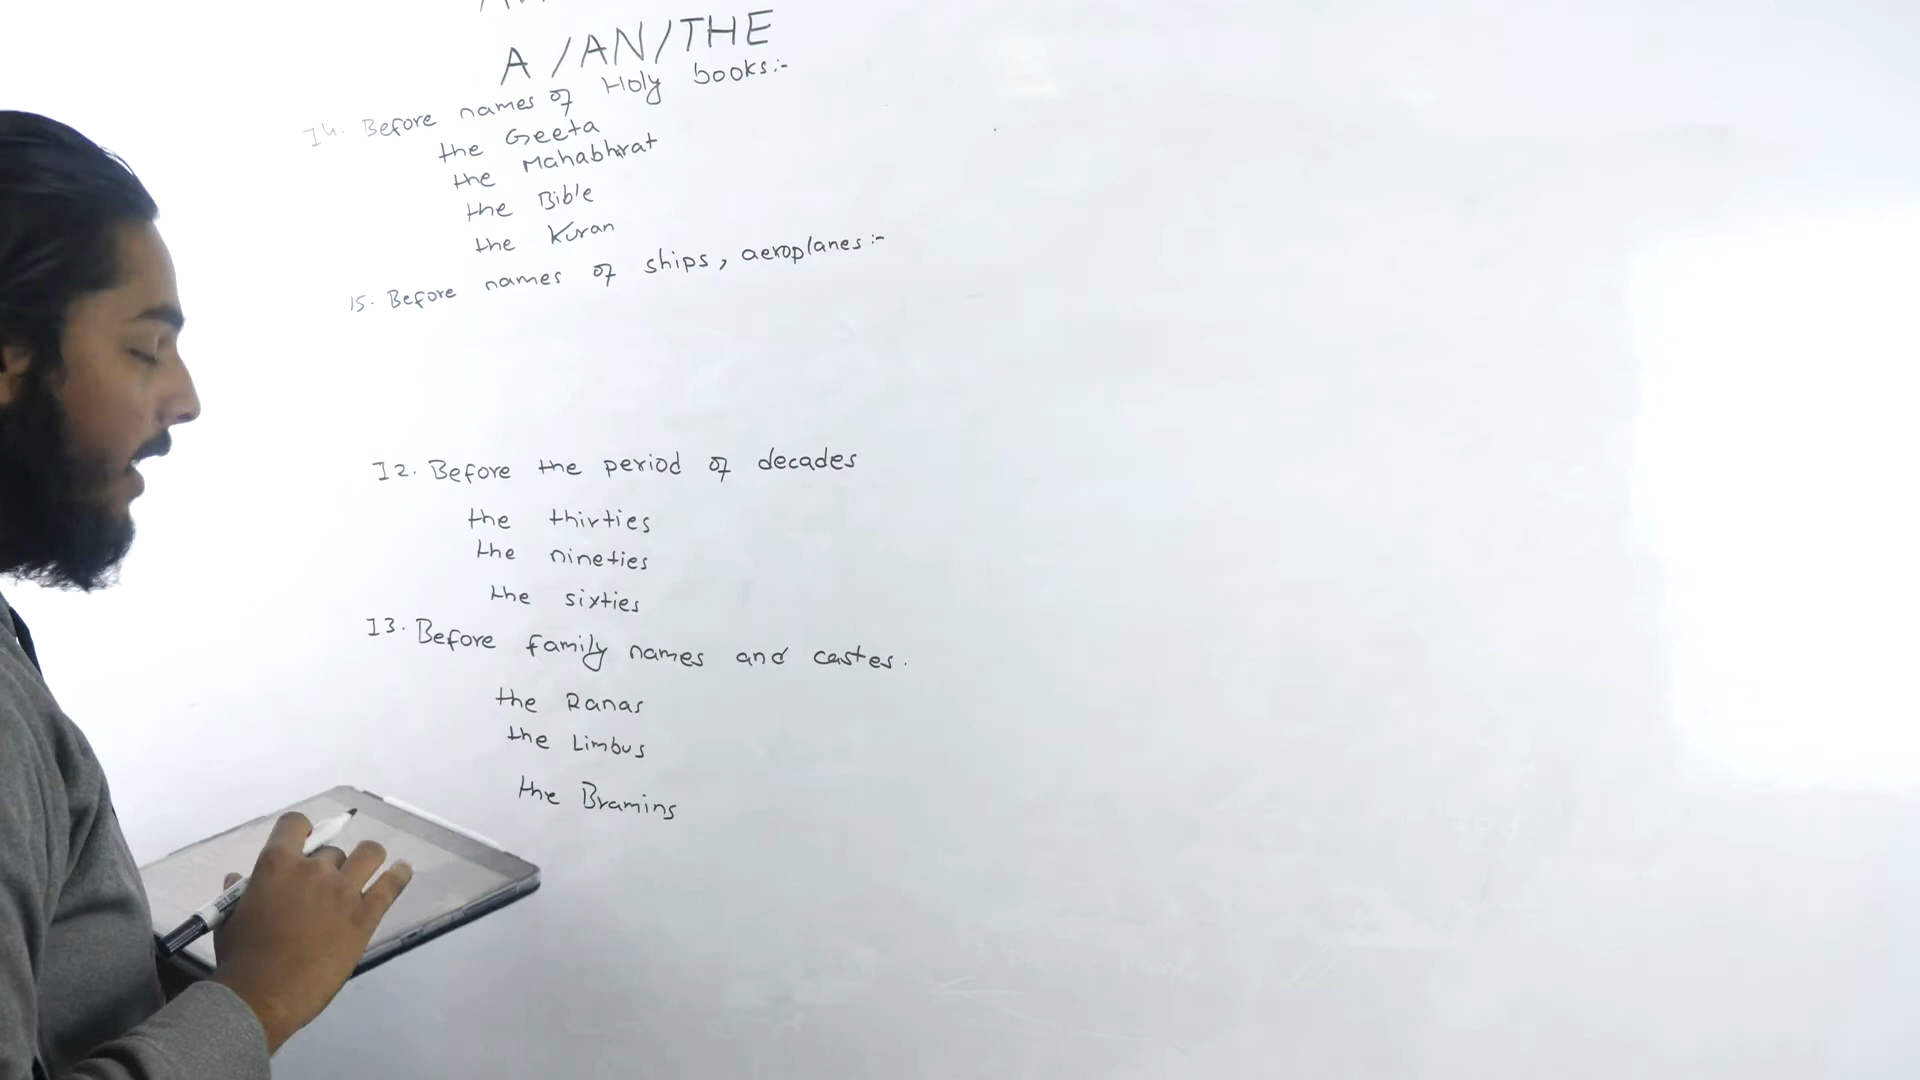 A/AN/THE
14. Before names of Holy books:-
the Geeta
the Mahabhrat
the Bible
the Kuran
15. Before names of ships, aeroplanes:-
12. Before the period of decades
the thirties
the nineties
the sixties
13. Before family names and castes.
the Ranas
the Limbus
the Bramins